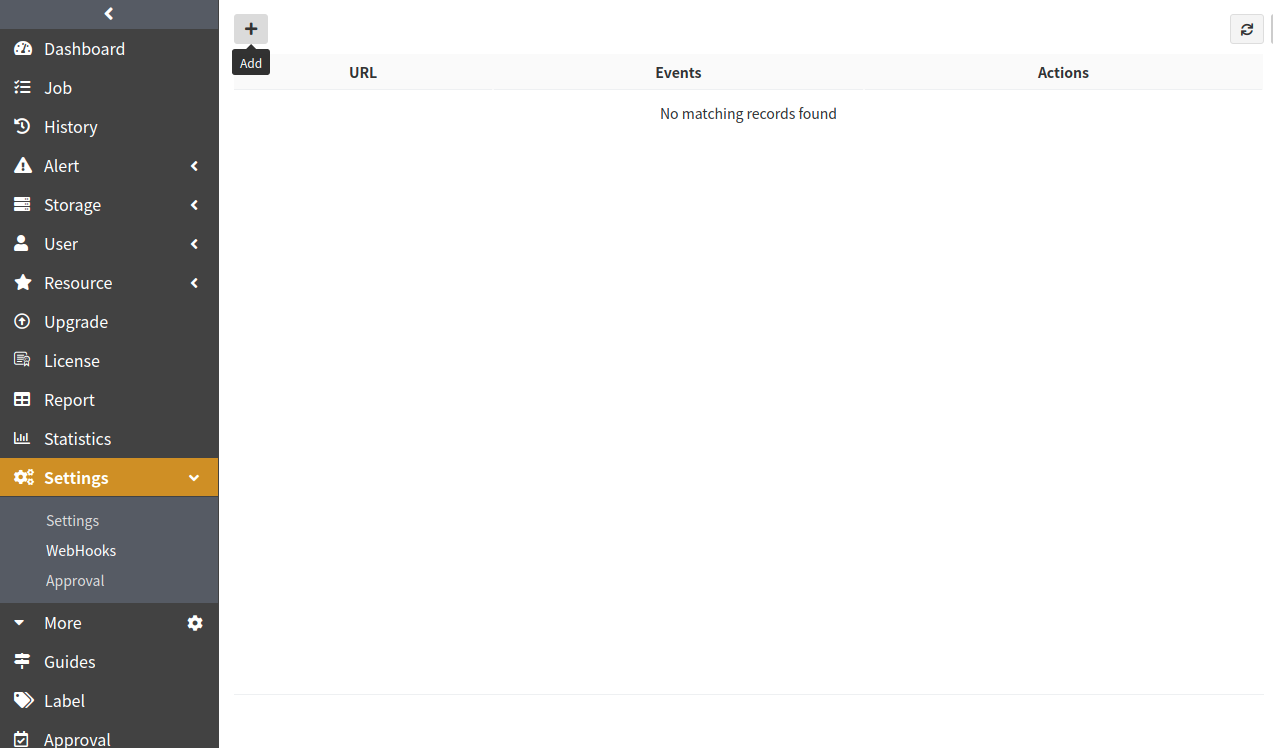 Dashboard
Job
History
Alert
Storage
User
Resource
Upgrade
License
Report
Statistics
Settings
Settings
WebHooks
Approval
More
Guides
Label
Approval
Add
URL Events Actions
No matching records found